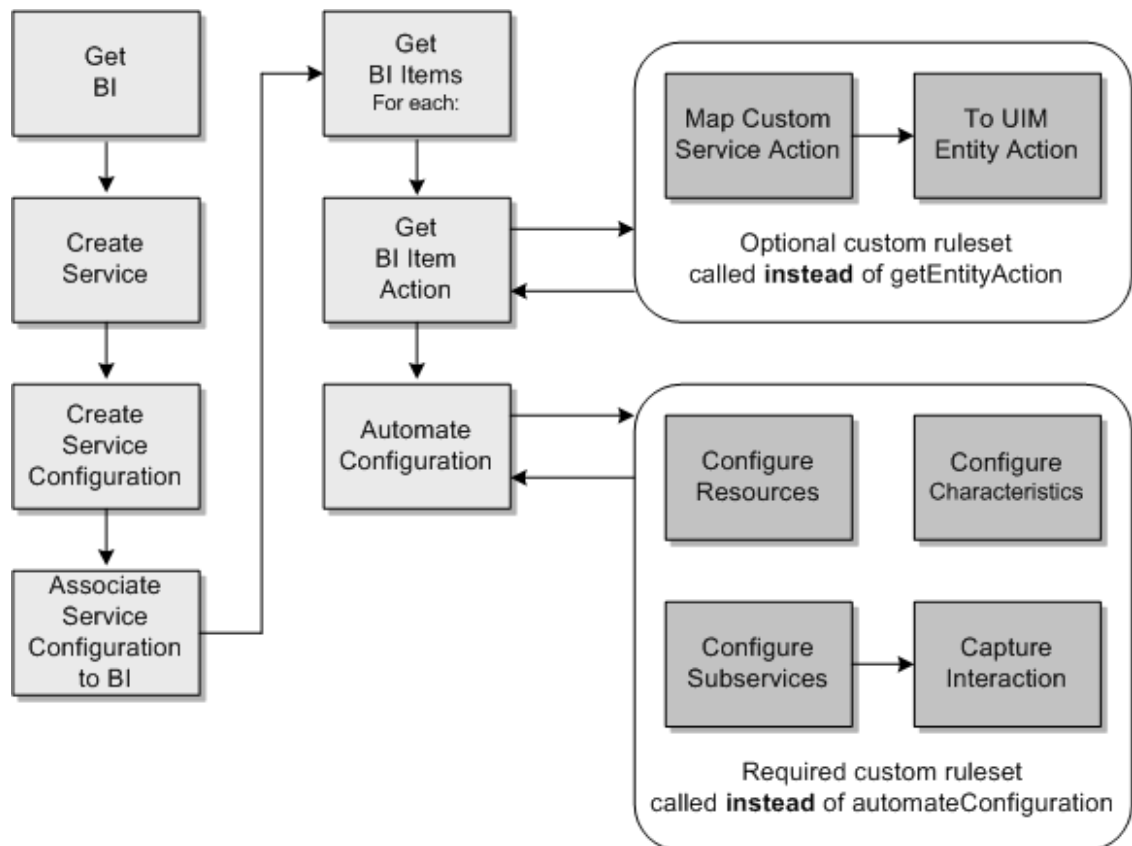 Get
BI
Create
Service
Create
Service
Configuration
Associate
Service
Configuration
to BI
Get
BI Items
For each:
Get
BI Item
Action
Automate
Configuration
Map Custom
Service Action
To UIM
Entity Action
Optional custom ruleset
called instead of getEntityAction
Configure
Resources
Configure
Characteristics
Configure
Subservices
Capture
Interaction
Required custom ruleset
called instead of automateConfiguration